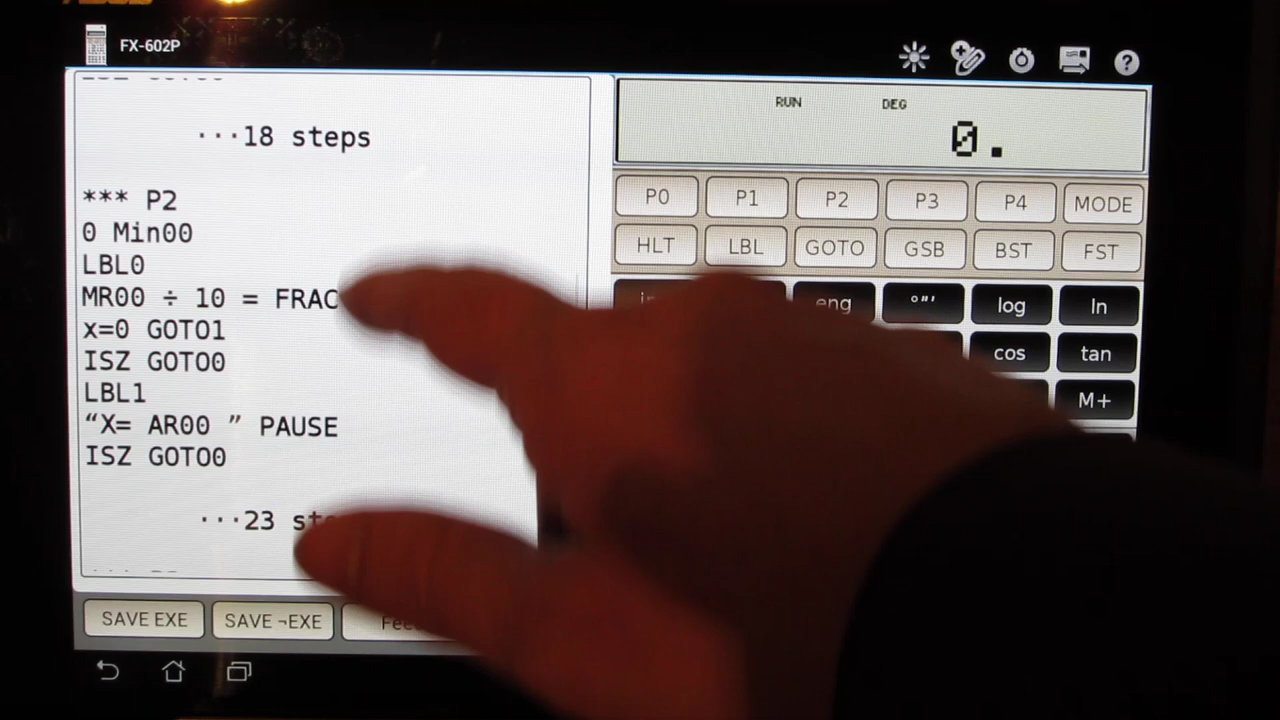 FX-602P
···18 steps
*** P2
0 Min00
LBL0
MR00 ÷ 10 = FRAC
x=0 GOTO1
ISZ GOTO0
LBL1
“X= AR00 ” PAUSE
ISZ GOTO0
···23
SAVE EXE SAVE ¬EXE
RUN DEG
0.
P0 P1 P2 P3 P4 MODE
HLT LBL GOTO GSB BST FST
eng °'" log ln
cos tan
M+
?